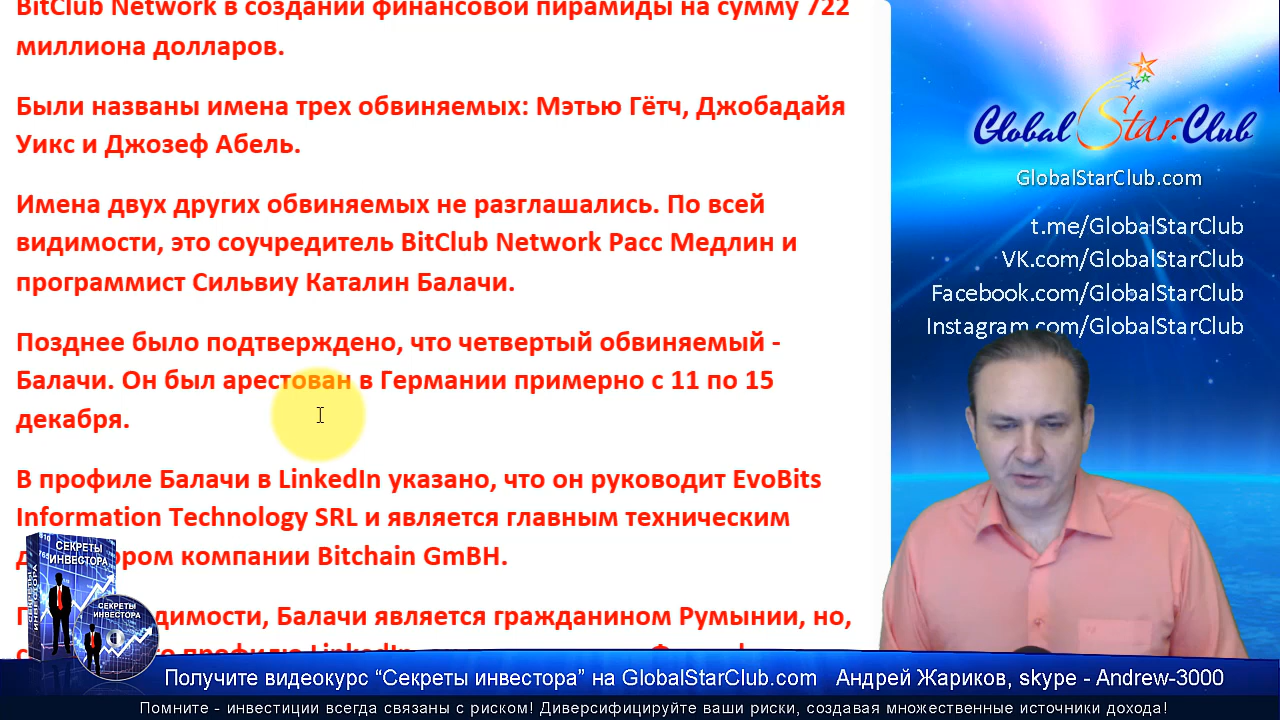 BitClub Network в создании финансовой пирамиды на сумму 722
миллиона долларов.
Были названы имена трех обвиняемых: Мэтью Гётч, Джобадайя
Уикс и Джозеф Абель.
Имена двух других обвиняемых не разглашались. По всей
видимости, это соучредитель BitClub Network Расс Медлин и
программист Сильвиу Каталин Балачи.
Позднее было подтверждено, что четвертый обвиняемый -
Балачи. Он был арестован в Германии примерно с 11 по 15
декабря.
В профиле Балачи в LinkedIn указано, что он руководит EvoBits
Information Technology SRL и является главным техническим
ором компании Bitchain GmBH.
димости, Балачи является гражданином Румынии, но,
Global Star.Club
GlobalStarClub.com
t.me/GlobalStarClub
VK.com/GlobalStarClub
Facebook.com/GlobalStarClub
Instagram.com/GlobalStarClub
СЕКРЕТЫ
ИНВЕСТОРА
СЕКРЕТЫ
ИНВЕСТОРА
СЕКРЕТЫ
ИНВЕСТОРА
Получите видеокурс “Секреты инвестора” на GlobalStarClub.com Андрей Жариков, skype - Andrew-3000
Помните - инвестиции всегда связаны с риском! Диверсифицируйте ваши риски, создавая множественные источники дохода!